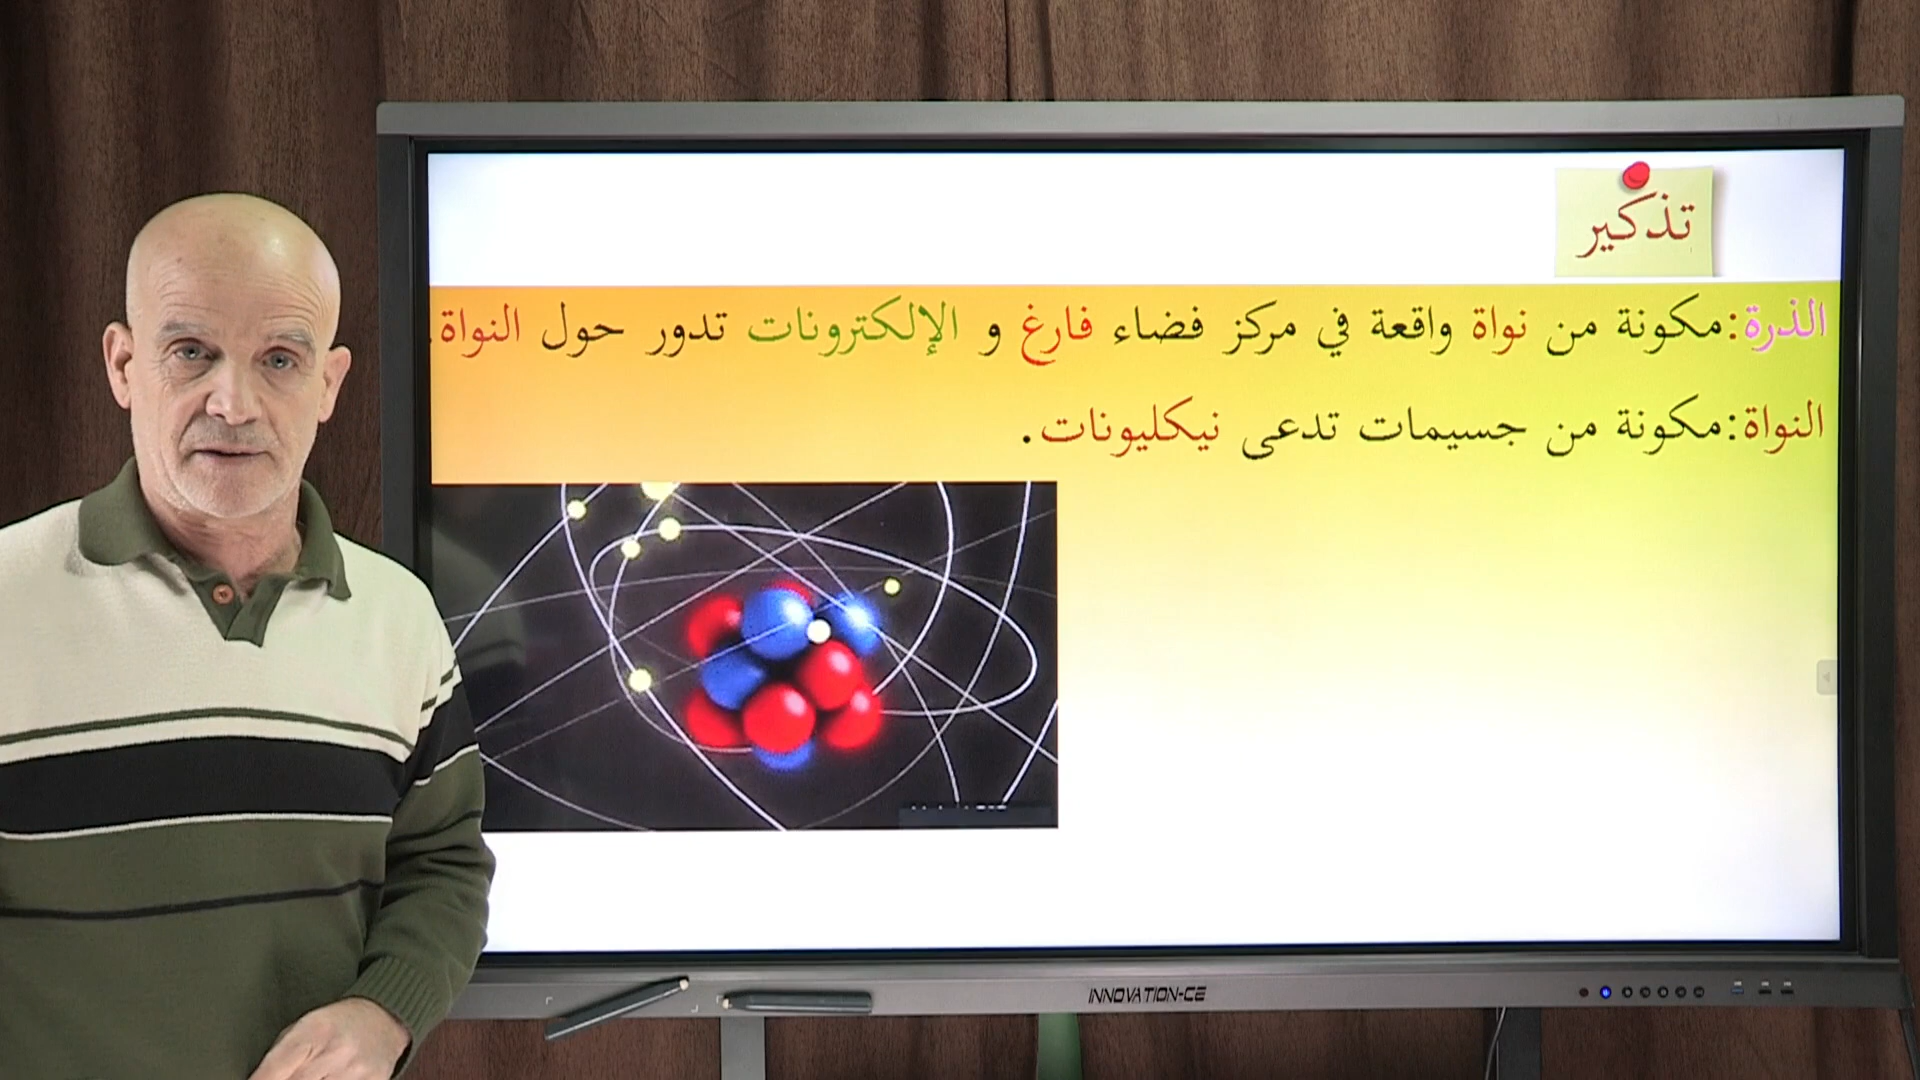 تذكير
الذرة:مكونة من نواة واقعة في مركز فضاء فارغ و الإلكترونات تدور حول النواة.
النواة:مكونة من جسيمات تدعى نيكليونات.
INNOVATION-CE